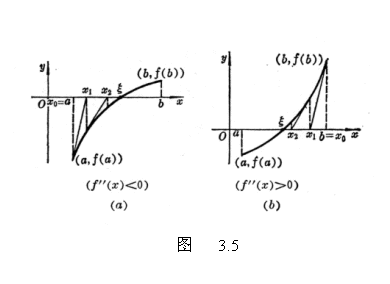 y
O x₀=a x₁ x₂ ξ b x
(b, f(b))
(a, f(a))
(f''(x)<0)
(a)
y
(b, f(b))
O a ξ x₂ x₁ b=x₀ x
(a, f(a))
(f''(x)>0)
(b)
图 3.5